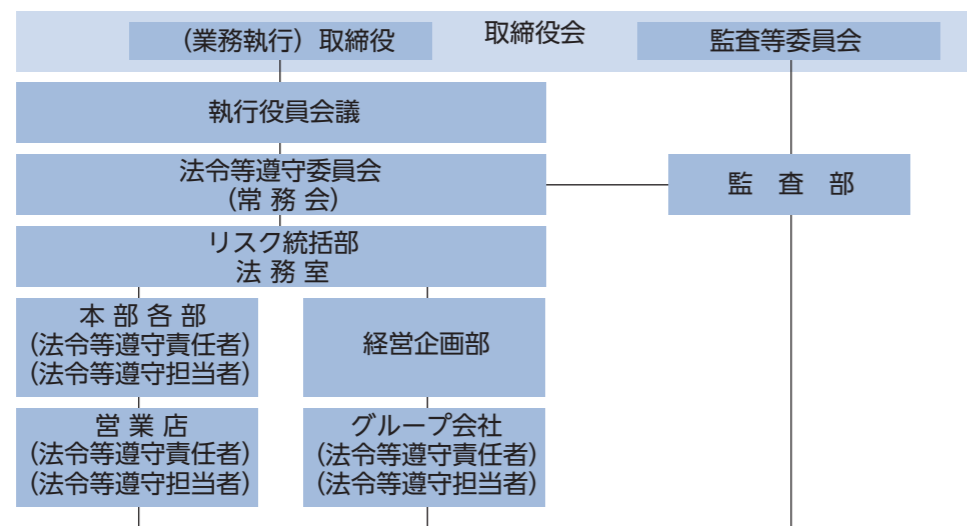 取締役会
（業務執行）取締役
監査等委員会
執行役員会議
法令等遵守委員会
（常 務 会）
監 査 部
リスク統括部
法 務 室
本 部 各 部
（法令等遵守責任者）
（法令等遵守担当者）
経営企画部
営 業 店
（法令等遵守責任者）
（法令等遵守担当者）
グループ会社
（法令等遵守責任者）
（法令等遵守担当者）